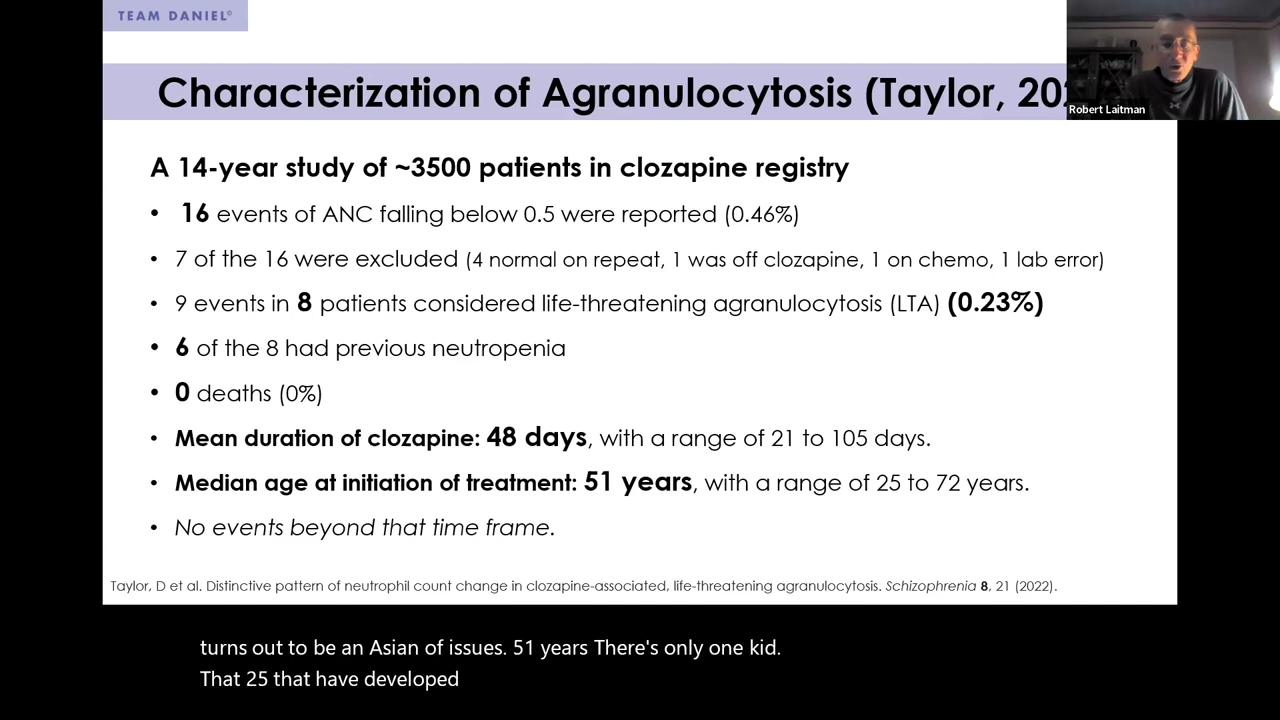 TEAM DANIEL©
Characterization of Agranulocytosis (Taylor, 202
Robert Laitman
A 14-year study of ~3500 patients in clozapine registry
• 16 events of ANC falling below 0.5 were reported (0.46%)
• 7 of the 16 were excluded (4 normal on repeat, 1 was off clozapine, 1 on chemo, 1 lab error)
• 9 events in 8 patients considered life-threatening agranulocytosis (LTA) (0.23%)
• 6 of the 8 had previous neutropenia
• 0 deaths (0%)
• Mean duration of clozapine: 48 days, with a range of 21 to 105 days.
• Median age at initiation of treatment: 51 years, with a range of 25 to 72 years.
• No events beyond that time frame.
Taylor, D et al. Distinctive pattern of neutrophil count change in clozapine-associated, life-threatening agranulocytosis. Schizophrenia 8, 21 (2022).
turns out to be an Asian of issues. 51 years There's only one kid.
That 25 that have developed